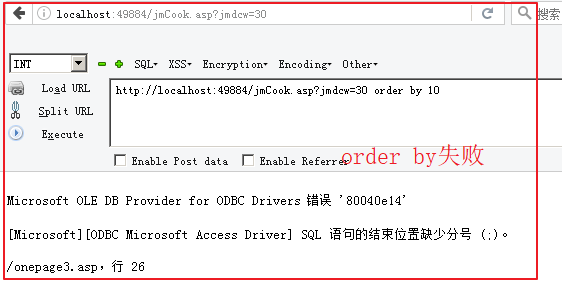 localhost:49884/jmCook.asp?jmdcw=30 搜索
INT SQL▾ XSS▾ Encryption▾ Encoding▾ Other▾
Load URL
Split URL
Execute
http://localhost:49884/jmCook.asp?jmdcw=30 order by 10
Enable Post data Enable Referrer
order by失败
Microsoft OLE DB Provider for ODBC Drivers 错误 '80040e14'
[Microsoft][ODBC Microsoft Access Driver] SQL 语句的结束位置缺少分号 (;)。
/onepage3.asp，行 26